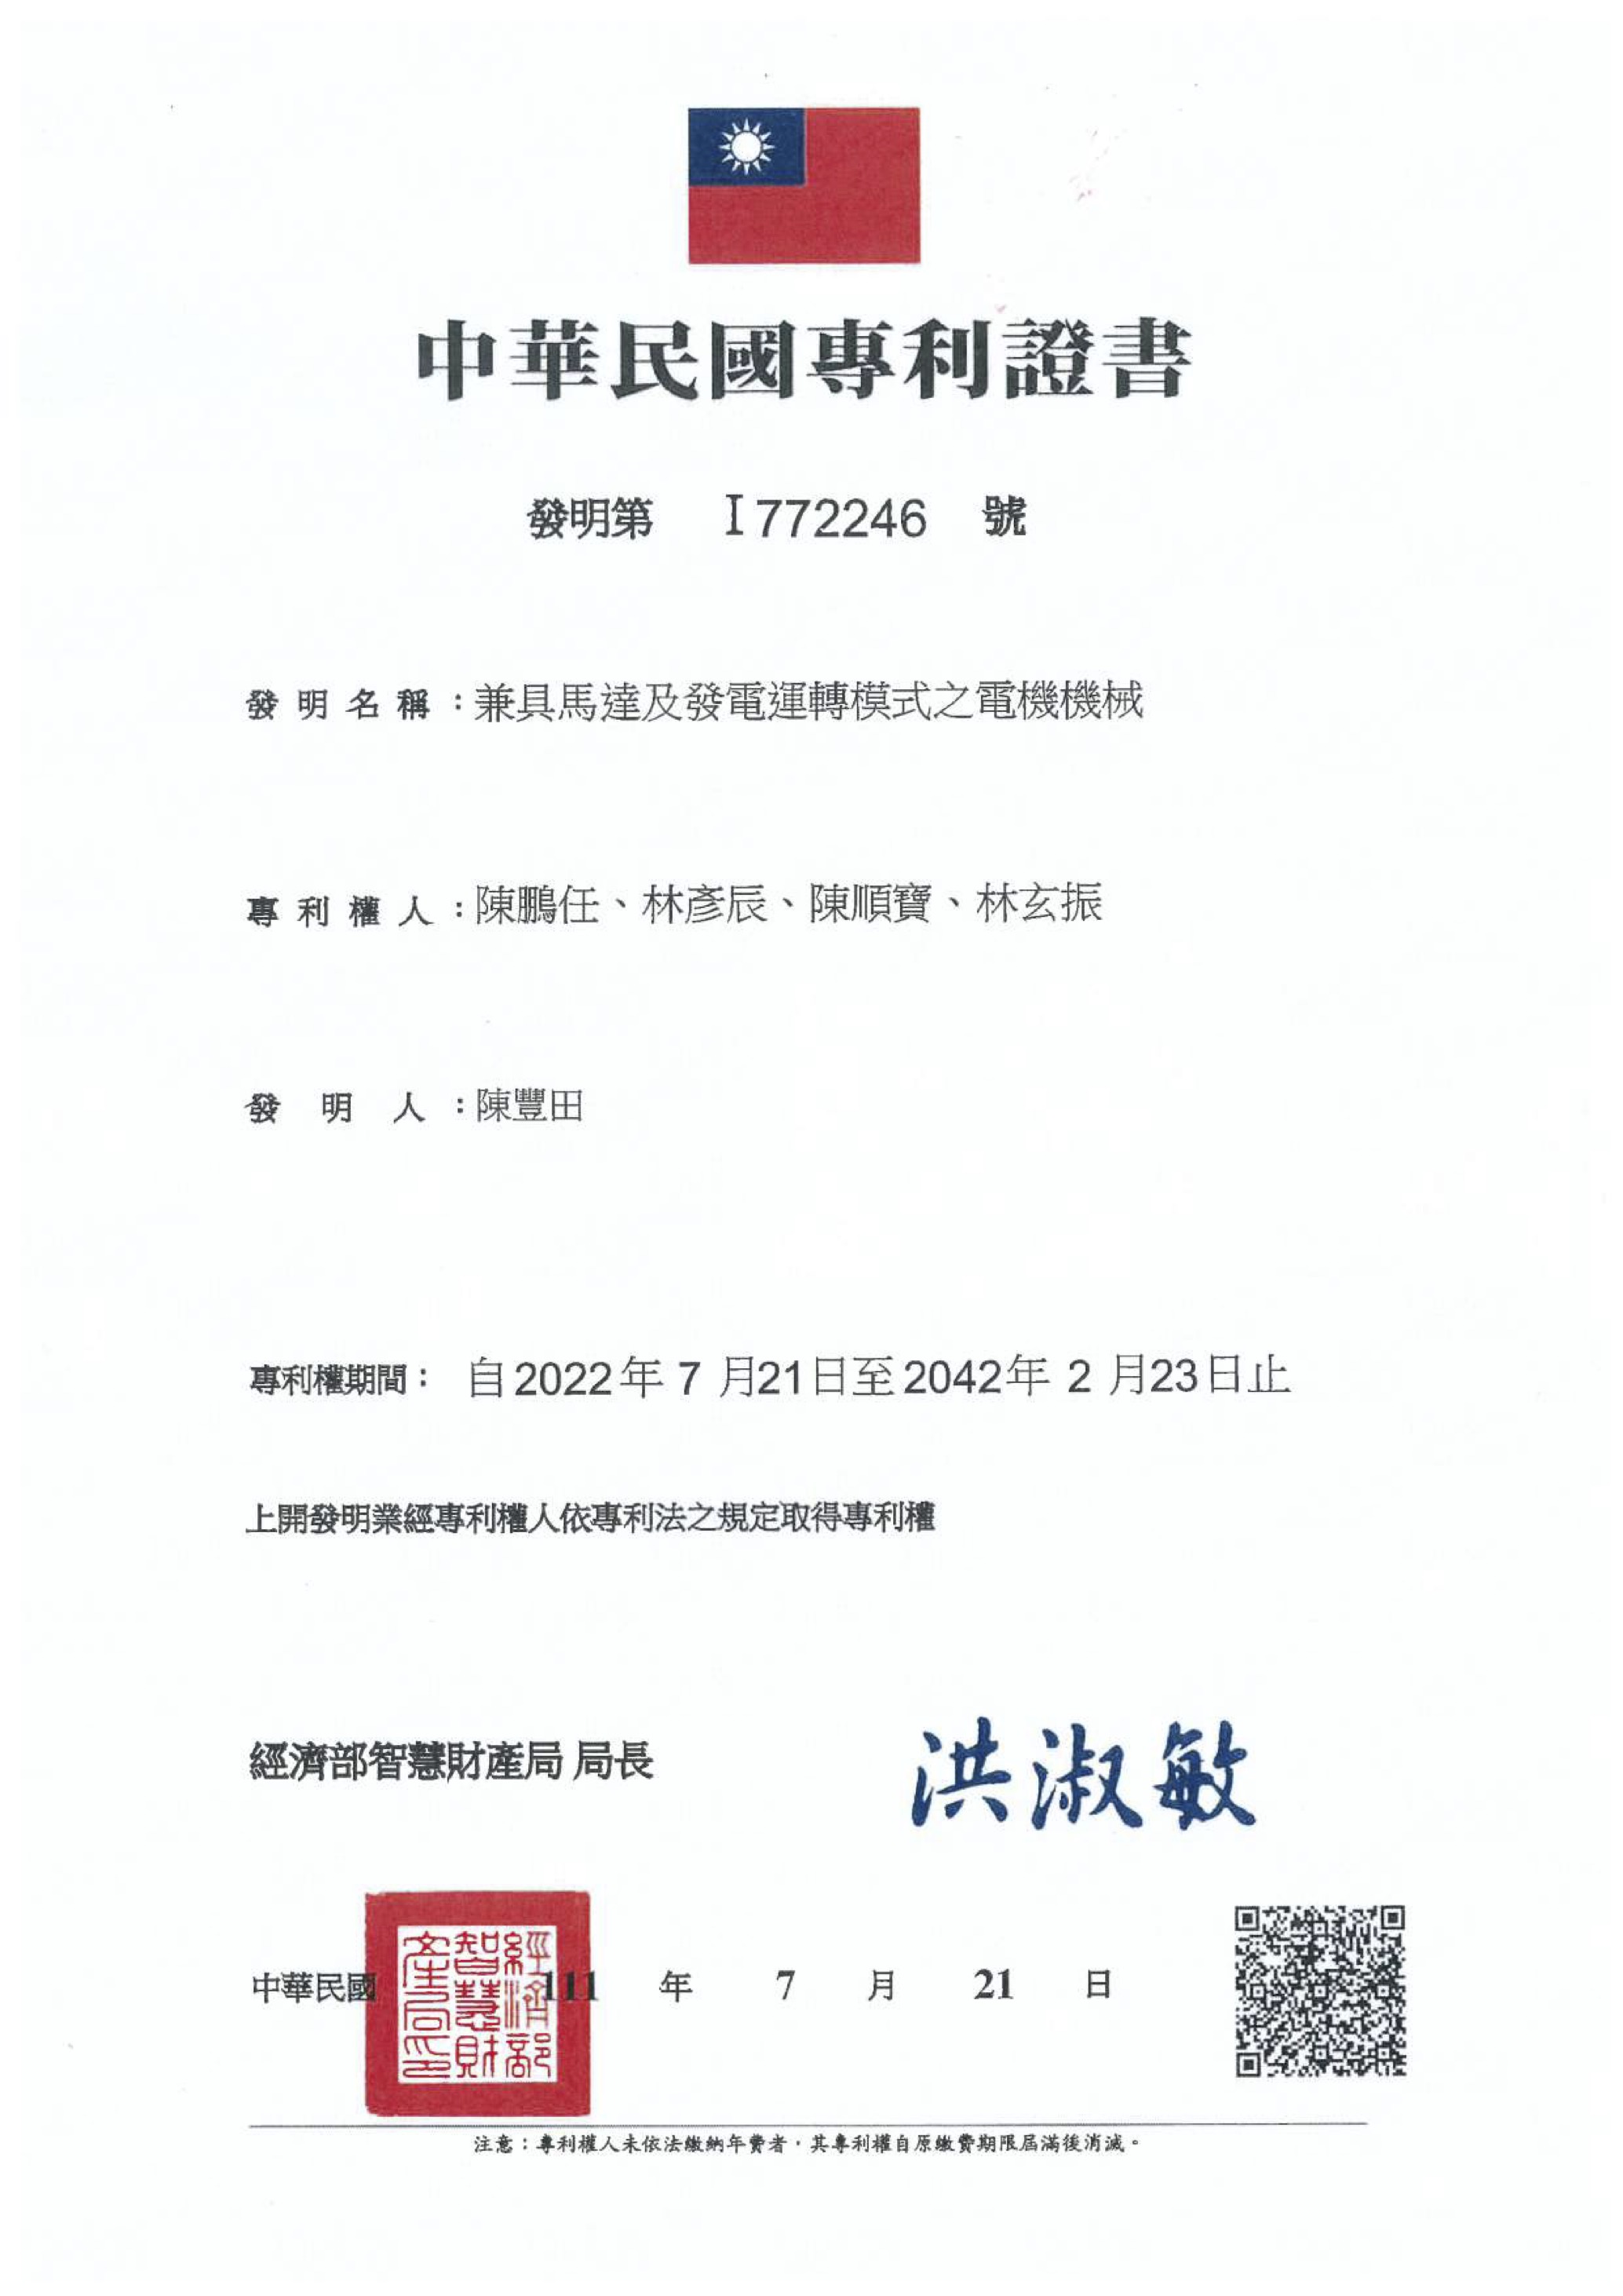 中華民國專利證書
發明第 I772246 號
發明名稱：兼具馬達及發電運轉模式之電機機械
專利權人：陳鵬任、林彥辰、陳順寶、林玄振
發明人：陳豐田
專利權期間： 自2022年 7 月21日至2042年 2 月23日止
上開發明業經專利權人依專利法之規定取得專利權
經濟部智慧財產局 局長 洪淑敏
中華民國 111 年 7 月 21 日
經濟部智慧財產局印
注意：專利權人未依法繳納年費者，其專利權自原繳費期限屆滿後消滅。